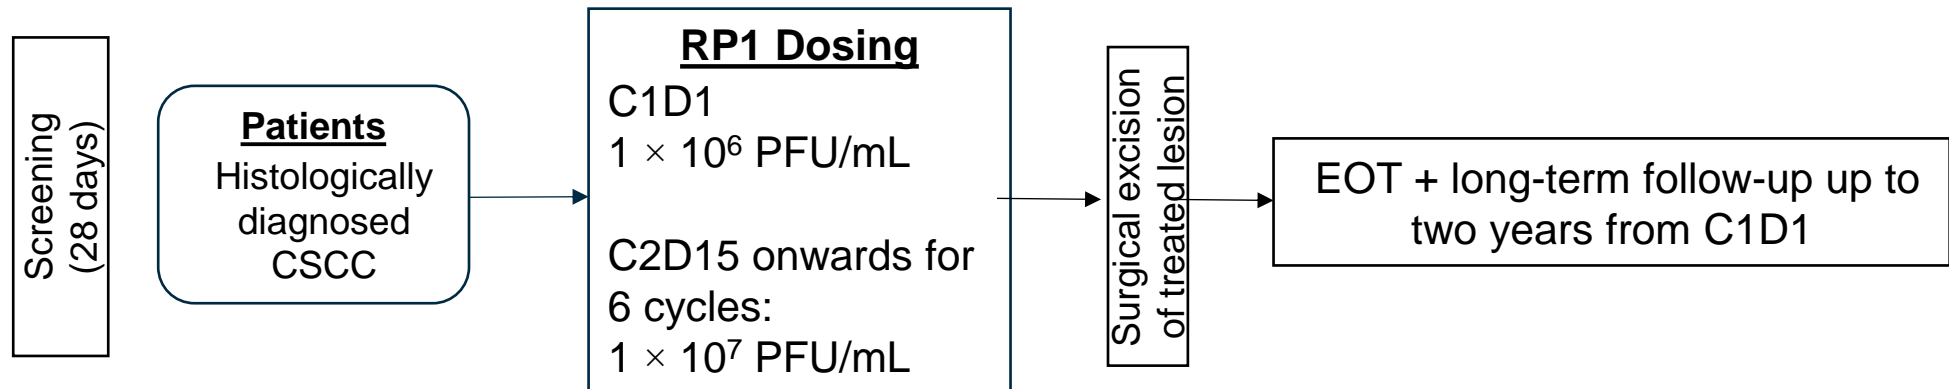 Screening
(28 days)
Patients
Histologically
diagnosed
CSCC
RP1 Dosing
C1D1
1 × 10⁶ PFU/mL
C2D15 onwards for
6 cycles:
1 × 10⁷ PFU/mL
Surgical excision
of treated lesion
EOT + long-term follow-up up to
two years from C1D1